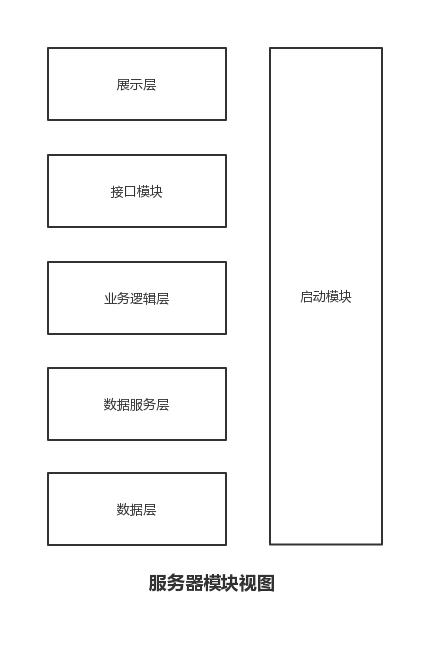 展示层
接口模块
业务逻辑层
启动模块
数据服务层
数据层
服务器模块视图